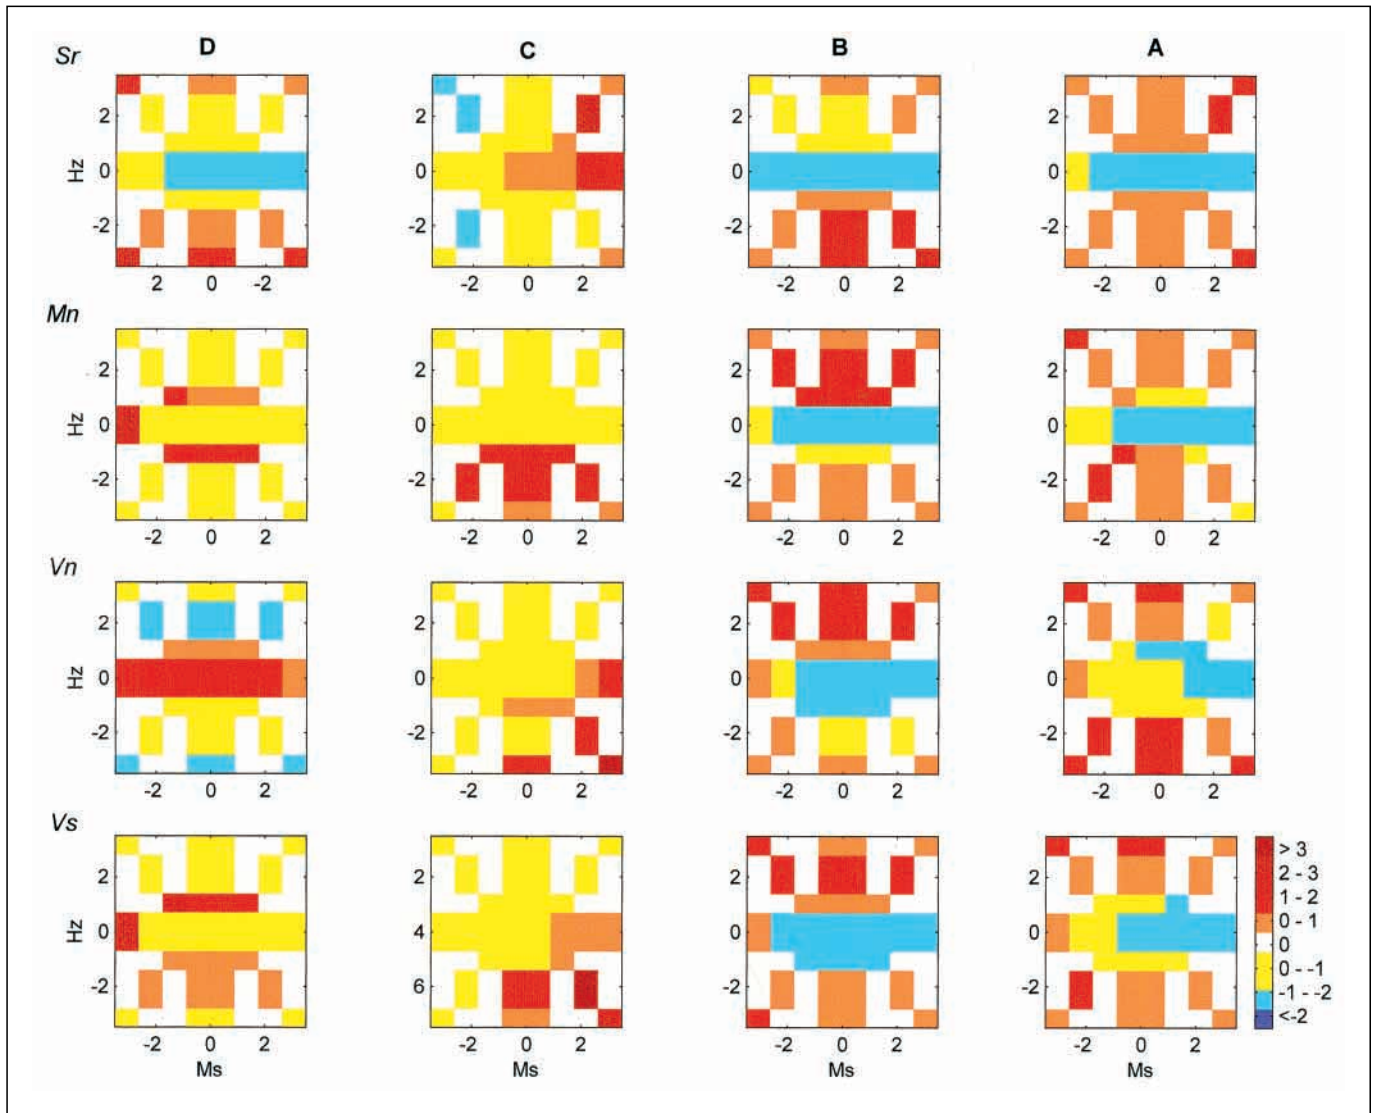 D C B A
Sr
2 2 2 2
Hz 0 0 0 0
-2 -2 -2 -2
2 0 -2 -2 0 2 -2 0 2 -2 0 2
Mn
2 2 2 2
Hz 0 0 0 0
-2 -2 -2 -2
-2 0 2 -2 0 2 -2 0 2 -2 0 2
Vn
2 2 2 2
Hz 0 0 0 0
-2 -2 -2 -2
-2 0 2 -2 0 2 -2 0 2 -2 0 2
Vs
> 3
2 2 2 2 2 - 3
1 - 2
0 - 1
Hz 0 4 0 0 0
0 - -1
-2 6 -2 -2 -1 - -2
<-2
-2 0 2 -2 0 2 -2 0 2 -2 0 2
Ms Ms Ms Ms